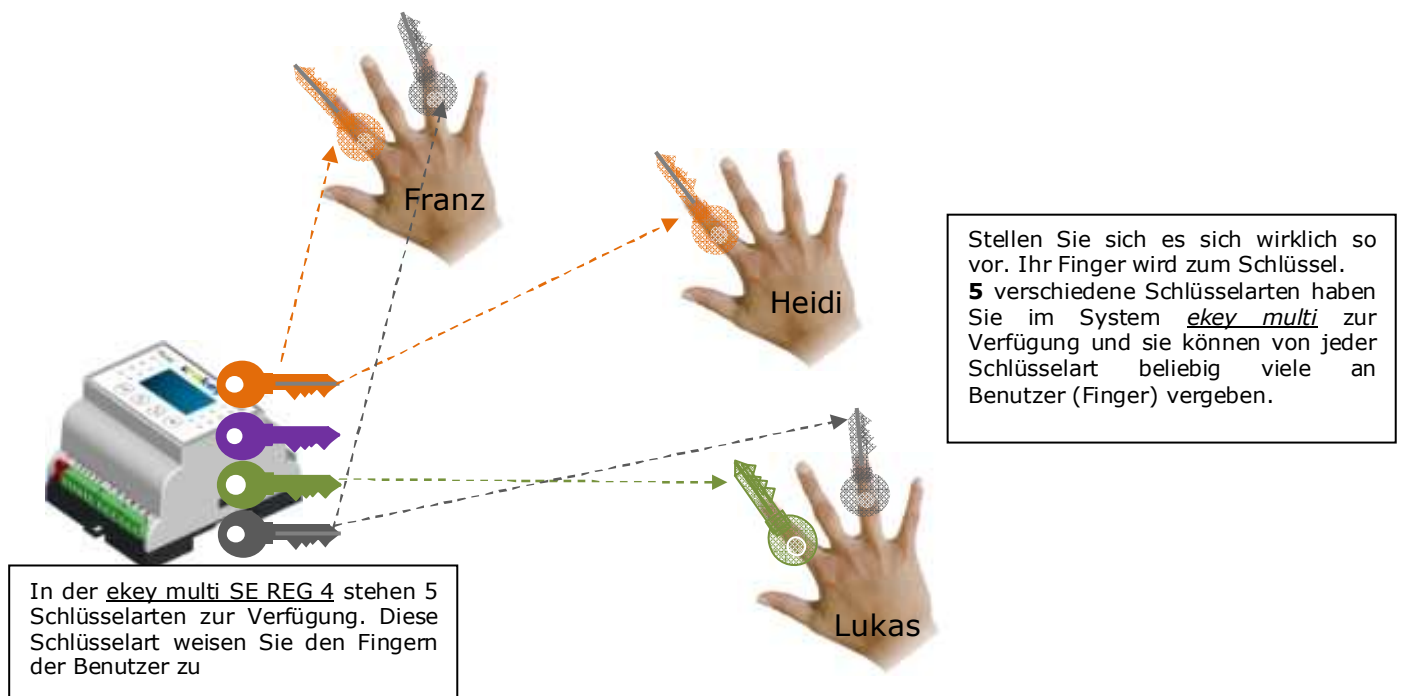 Franz
Heidi
Stellen Sie sich es sich wirklich so
vor. Ihr Finger wird zum Schlüssel.
5 verschiedene Schlüsselarten haben
Sie im System ekey multi zur
Verfügung und sie können von jeder
Schlüsselart beliebig viele an
Benutzer (Finger) vergeben.
In der ekey multi SE REG 4 stehen 5
Schlüsselarten zur Verfügung. Diese
Schlüsselart weisen Sie den Fingern
der Benutzer zu
Lukas